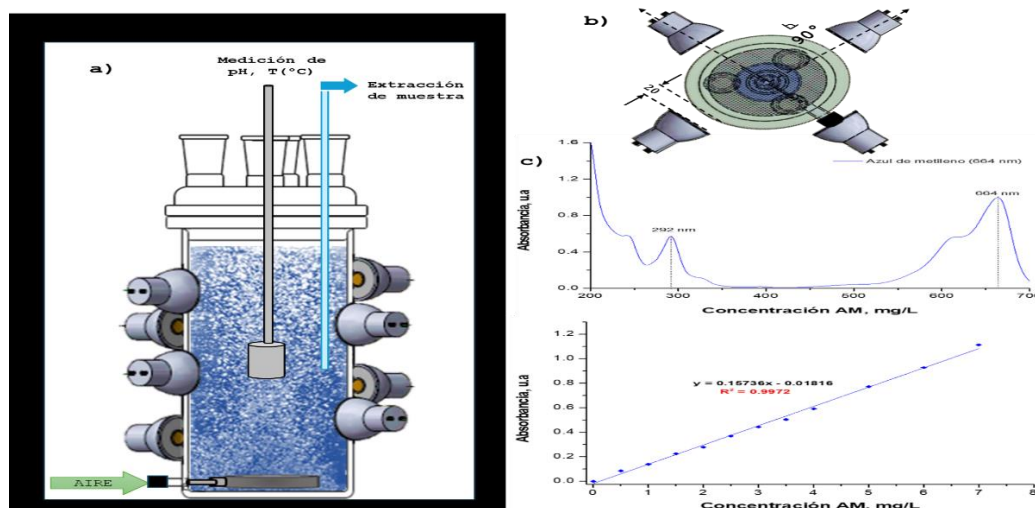 a)
Medición de
pH, T(ºC)
Extracción
de muestra
AIRE
b)
d
90°
20
c)
Azul de metileno (664 nm)
664 nm
292 nm
Absorbancia, u.a
1.6
1.2
0.8
0.4
0.0
200 300 400 500 600 700
Concentración AM, mg/L
Absorbancia, u.a
1.2
1.0
0.8
0.6
0.4
0.2
0.0
y = 0.15736x - 0.01816
R² = 0.9972
0 1 2 3 4 5 6 7 8
Concentración AM, mg/L